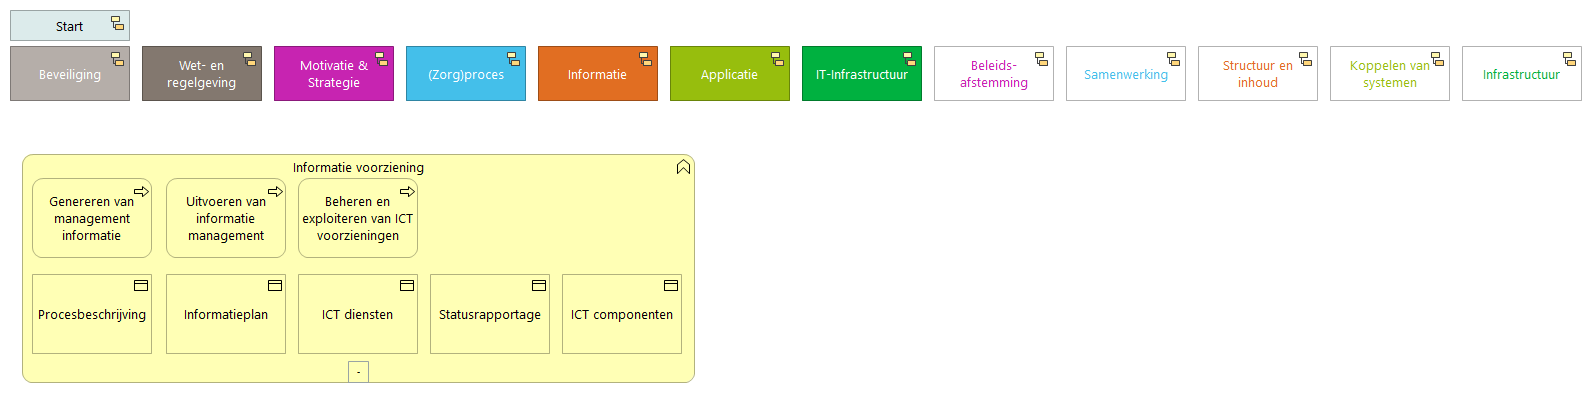 Start
Beveiliging
Wet- en
regelgeving
Motivatie &
Strategie
(Zorg)proces
Informatie
Applicatie
IT-Infrastructuur
Beleids-
afstemming
Samenwerking
Structuur en
inhoud
Koppelen van
systemen
Infrastructuur
Informatie voorziening
Genereren van
management
informatie
Uitvoeren van
informatie
management
Beheren en
exploiteren van ICT
voorzieningen
Procesbeschrijving
Informatieplan
ICT diensten
Statusrapportage
ICT componenten
-